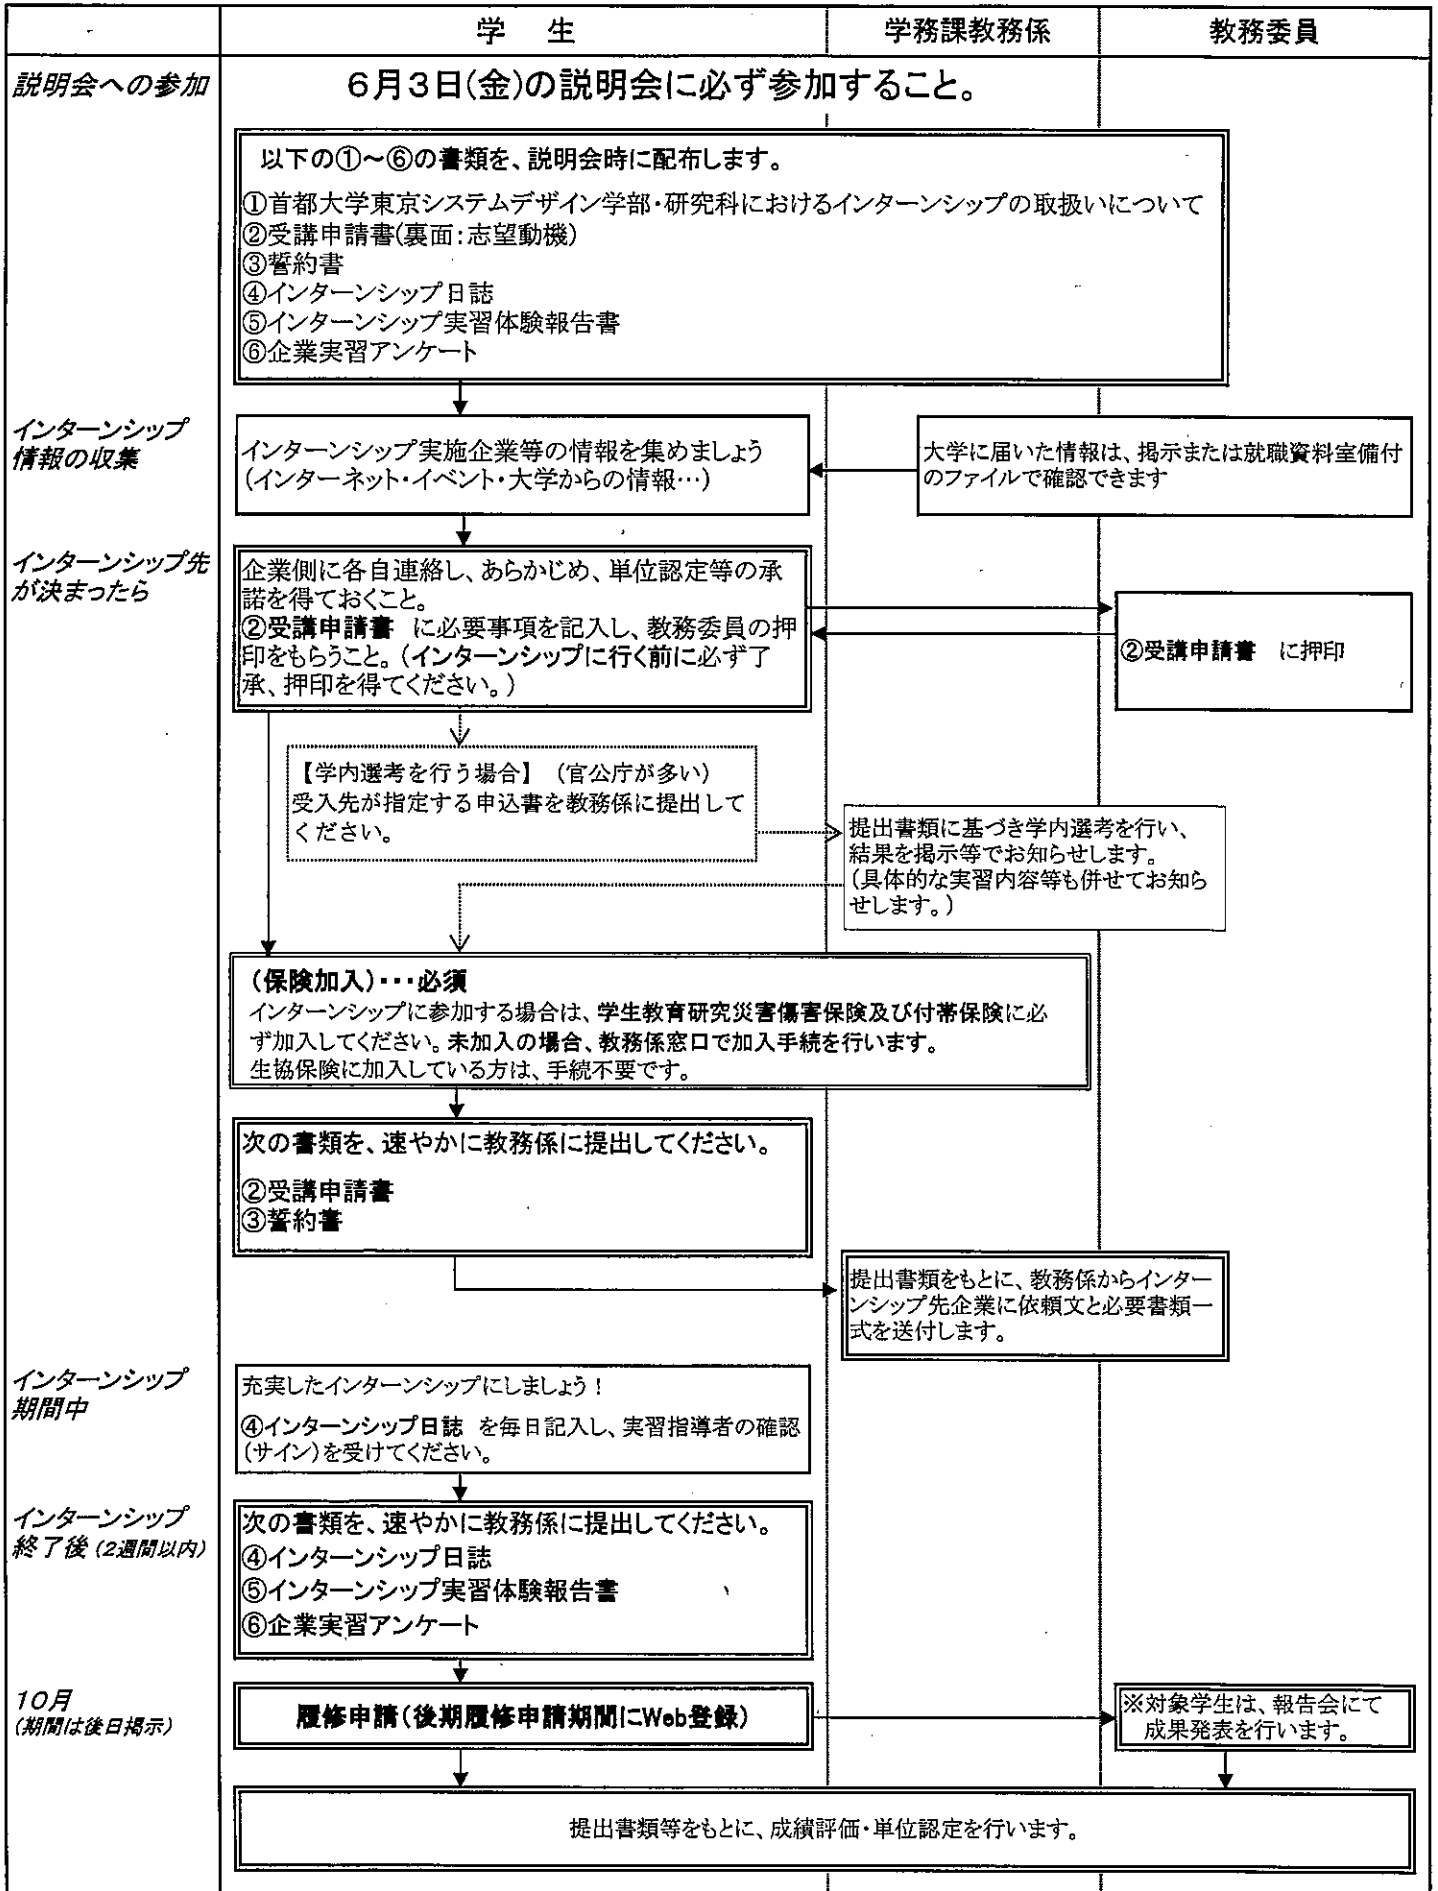 学 生
学務課教務係
教務委員
説明会への参加
6月3日(金)の説明会に必ず参加すること。
以下の①～⑥の書類を、説明会時に配布します。
①首都大学東京システムデザイン学部・研究科におけるインターンシップの取扱いについて
②受講申請書(裏面:志望動機)
③誓約書
④インターンシップ日誌
⑤インターンシップ実習体験報告書
⑥企業実習アンケート
インターンシップ
情報の収集
インターンシップ実施企業等の情報を集めましょう
(インターネット・イベント・大学からの情報…)
大学に届いた情報は、掲示または就職資料室備付
のファイルで確認できます
インターンシップ先
が決まったら
企業側に各自連絡し、あらかじめ、単位認定等の承
諾を得ておくこと。
②受講申請書 に必要事項を記入し、教務委員の押
印をもらうこと。(インターンシップに行く前に必ず了
承、押印を得てください。)
②受講申請書 に押印
【学内選考を行う場合】 (官公庁が多い)
受入先が指定する申込書を教務係に提出して
ください。
提出書類に基づき学内選考を行い、
結果を掲示等でお知らせします。
(具体的な実習内容等も併せてお知ら
せします。)
(保険加入)・・・必須
インターンシップに参加する場合は、学生教育研究災害傷害保険及び付帯保険に必
ず加入してください。未加入の場合、教務係窓口で加入手続を行います。
生協保険に加入している方は、手続不要です。
次の書類を、速やかに教務係に提出してください。
②受講申請書
③誓約書
提出書類をもとに、教務係からインター
ンシップ先企業に依頼文と必要書類一
式を送付します。
インターンシップ
期間中
充実したインターンシップにしましょう!
④インターンシップ日誌 を毎日記入し、実習指導者の確認
(サイン)を受けてください。
インターンシップ
終了後(2週間以内)
次の書類を、速やかに教務係に提出してください。
④インターンシップ日誌
⑤インターンシップ実習体験報告書
⑥企業実習アンケート
10月
(期間は後日掲示)
履修申請(後期履修申請期間にWeb登録)
※対象学生は、報告会にて
成果発表を行います。
提出書類等をもとに、成績評価・単位認定を行います。